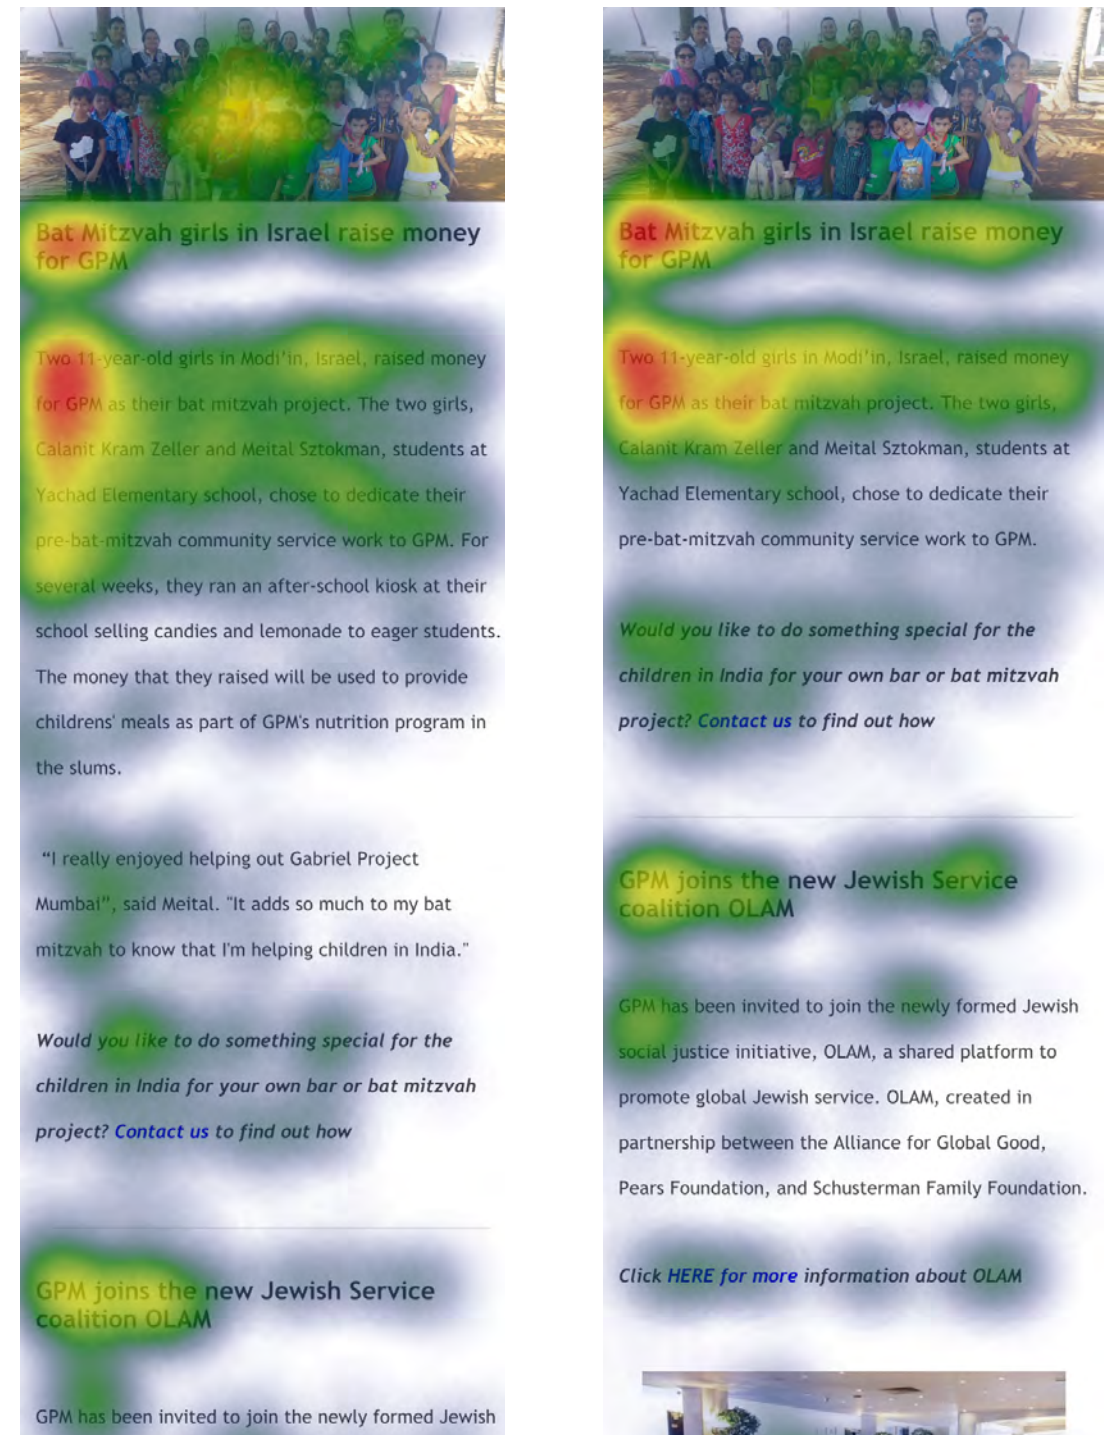 Bat Mitzvah girls in Israel raise money
for GPM
Two 11-year-old girls in Modi'in, Israel, raised money
for GPM as their bat mitzvah project. The two girls,
Calanit Kram Zeller and Meital Sztokman, students at
Yachad Elementary school, chose to dedicate their
pre-bat-mitzvah community service work to GPM. For
several weeks, they ran an after-school kiosk at their
school selling candies and lemonade to eager students.
The money that they raised will be used to provide
childrens' meals as part of GPM's nutrition program in
the slums.
“I really enjoyed helping out Gabriel Project
Mumbai”, said Meital. "It adds so much to my bat
mitzvah to know that I'm helping children in India."
Would you like to do something special for the
children in India for your own bar or bat mitzvah
project? Contact us to find out how
GPM joins the new Jewish Service
coalition OLAM
GPM has been invited to join the newly formed Jewish
Bat Mitzvah girls in Israel raise money
for GPM
Two 11-year-old girls in Modi'in, Israel, raised money
for GPM as their bat mitzvah project. The two girls,
Calanit Kram Zeller and Meital Sztokman, students at
Yachad Elementary school, chose to dedicate their
pre-bat-mitzvah community service work to GPM.
Would you like to do something special for the
children in India for your own bar or bat mitzvah
project? Contact us to find out how
GPM joins the new Jewish Service
coalition OLAM
GPM has been invited to join the newly formed Jewish
social justice initiative, OLAM, a shared platform to
promote global Jewish service. OLAM, created in
partnership between the Alliance for Global Good,
Pears Foundation, and Schusterman Family Foundation.
Click HERE for more information about OLAM